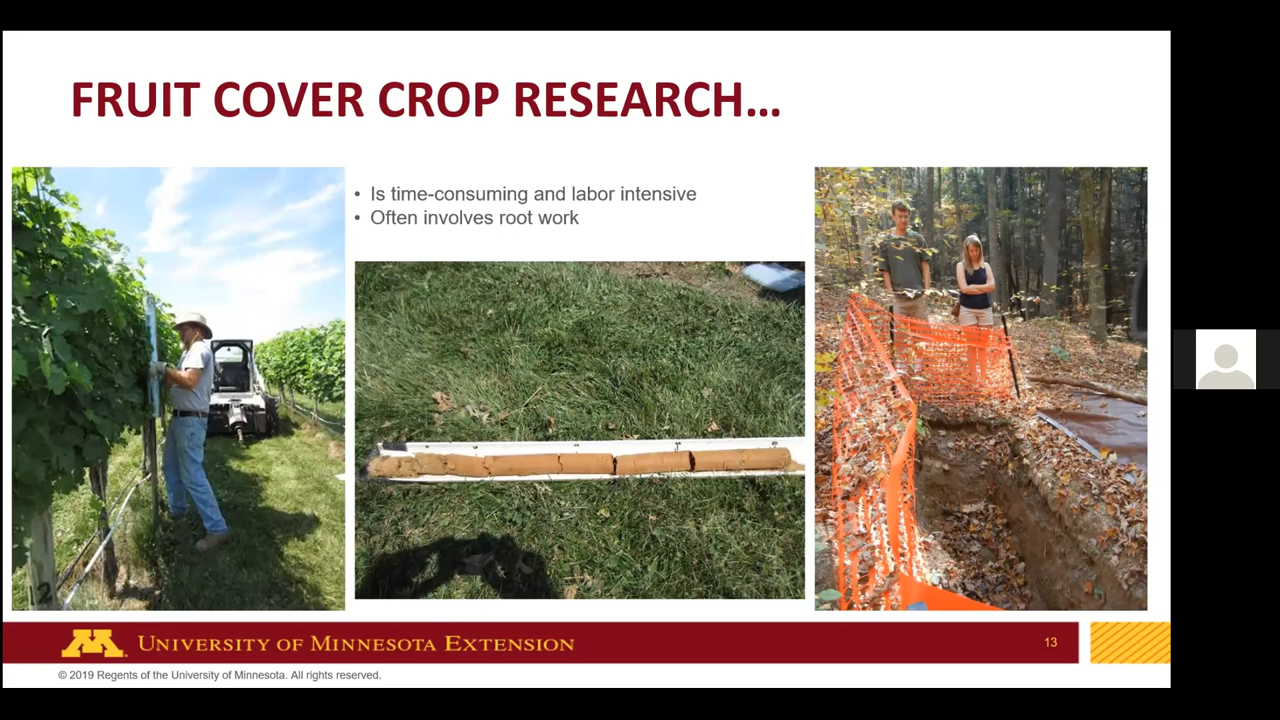 FRUIT COVER CROP RESEARCH...
• Is time-consuming and labor intensive
• Often involves root work
12
UNIVERSITY OF MINNESOTA EXTENSION
13
© 2019 Regents of the University of Minnesota. All rights reserved.